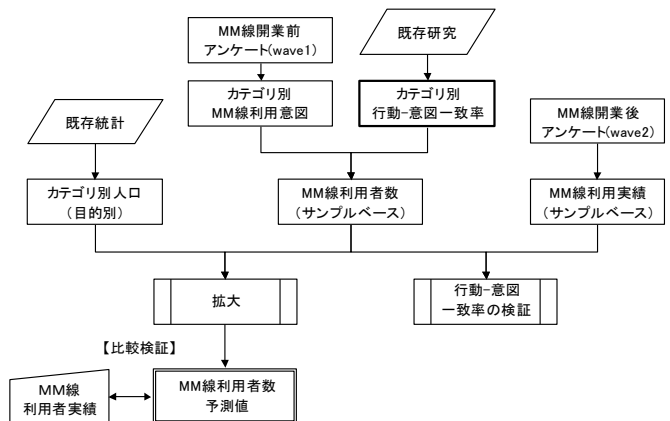 MM線開業前
アンケート(wave1)
既存研究
カテゴリ別
MM線利用意図
カテゴリ別
行動-意図一致率
既存統計
MM線開業後
アンケート(wave2)
カテゴリ別人口
(目的別)
MM線利用者数
(サンプルベース)
MM線利用実績
(サンプルベース)
拡大
行動-意図
一致率の検証
【比較検証】
MM線
利用者実績
MM線利用者数
予測値